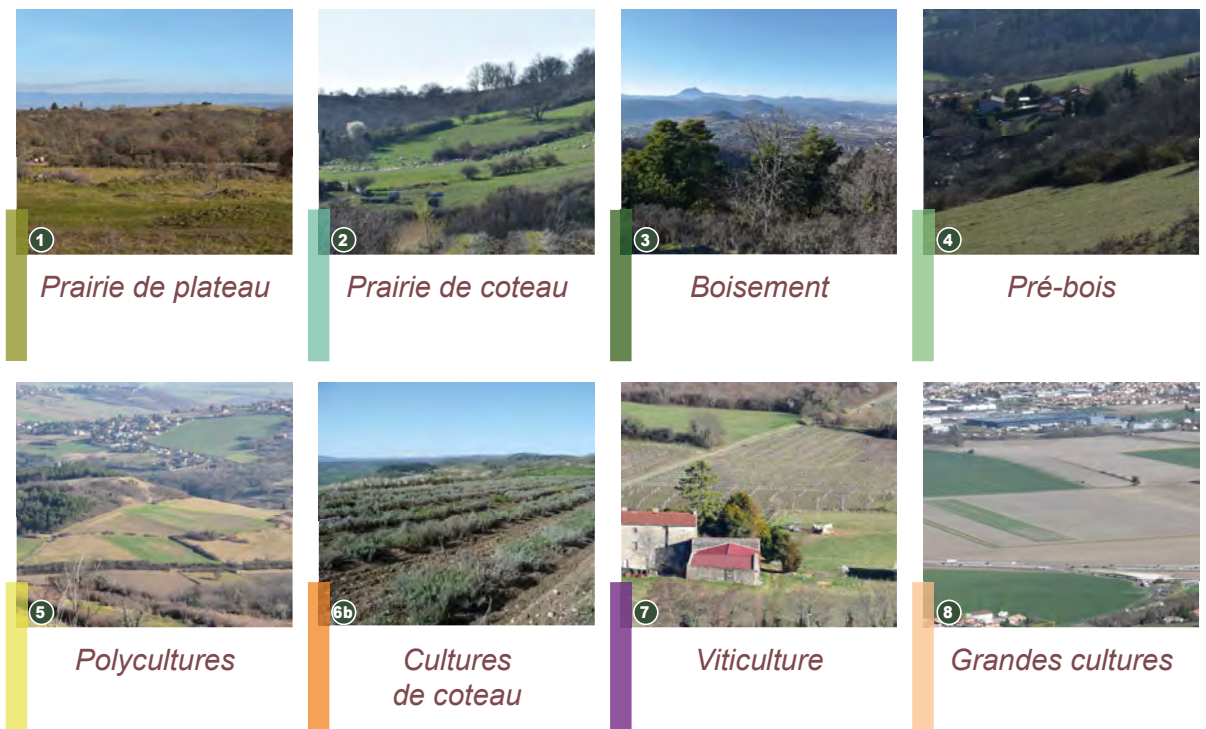 1
2
3
4
Prairie de plateau
Prairie de coteau
Boisement
Pré-bois
5
6b
7
8
Polycultures
Cultures
de coteau
Viticulture
Grandes cultures